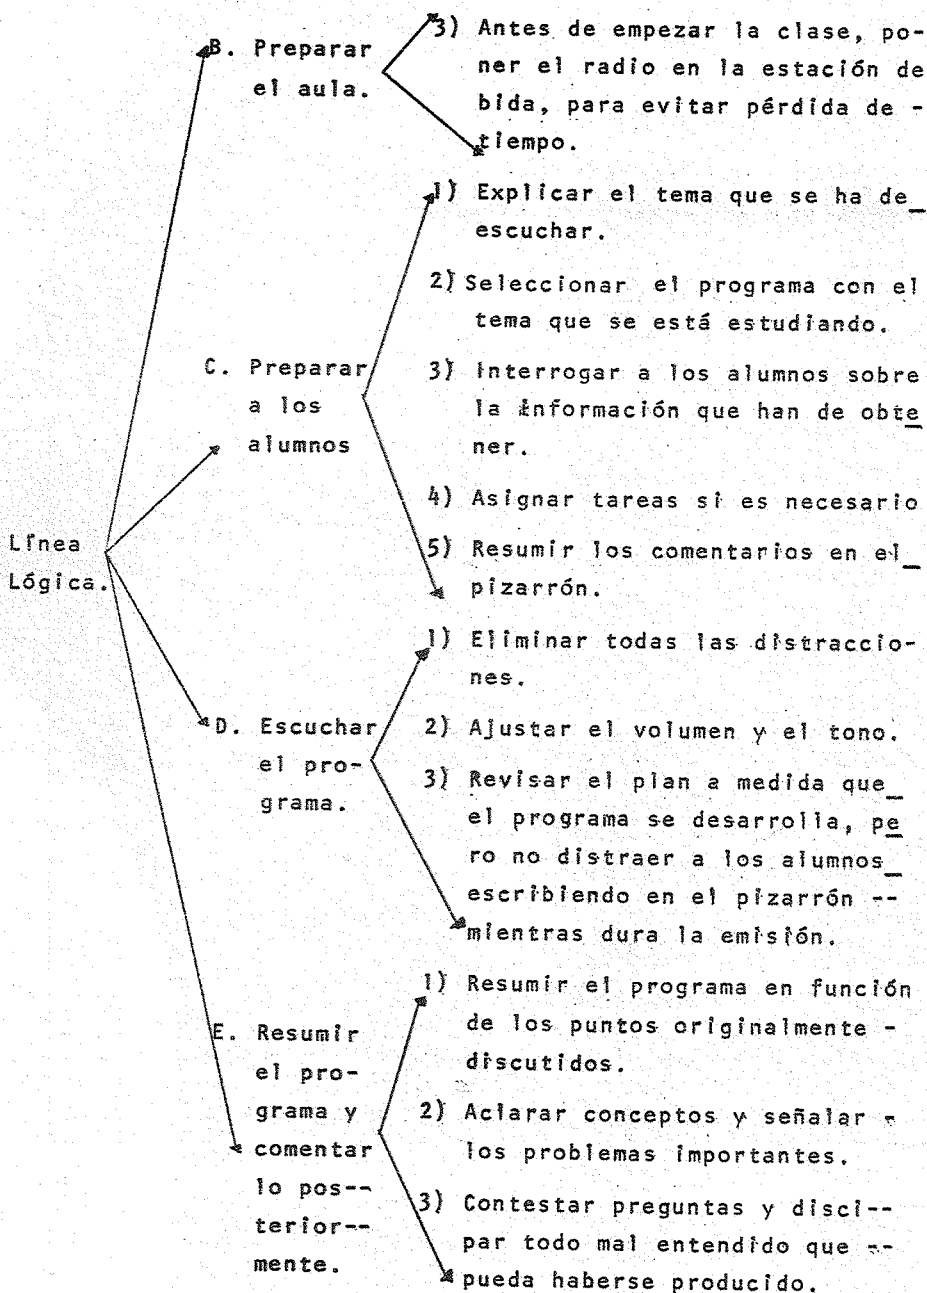 B. Preparar
el aula.
3) Antes de empezar la clase, po-
ner el radio en la estación de
bida, para evitar pérdida de -
tiempo.
Línea
Lógica.
C. Preparar
a los
alumnos
1) Explicar el tema que se ha de_
escuchar.
2) Seleccionar el programa con el
tema que se está estudiando.
3) Interrogar a los alumnos sobre
la información que han de obte
ner.
4) Asignar tareas si es necesario
5) Resumir los comentarios en el_
pizarrón.
D. Escuchar
el pro-
grama.
1) Eliminar todas las distraccio-
nes.
2) Ajustar el volumen y el tono.
3) Revisar el plan a medida que_
el programa se desarrolla, pe
ro no distraer a los alumnos_
escribiendo en el pizarrón --
mientras dura la emisión.
E. Resumir
el pro-
grama y
comentar
lo pos--
terior--
mente.
1) Resumir el programa en función
de los puntos originalmente -
discutidos.
2) Aclarar conceptos y señalar -
los problemas importantes.
3) Contestar preguntas y disci--
par todo mal entendido que --
pueda haberse producido.